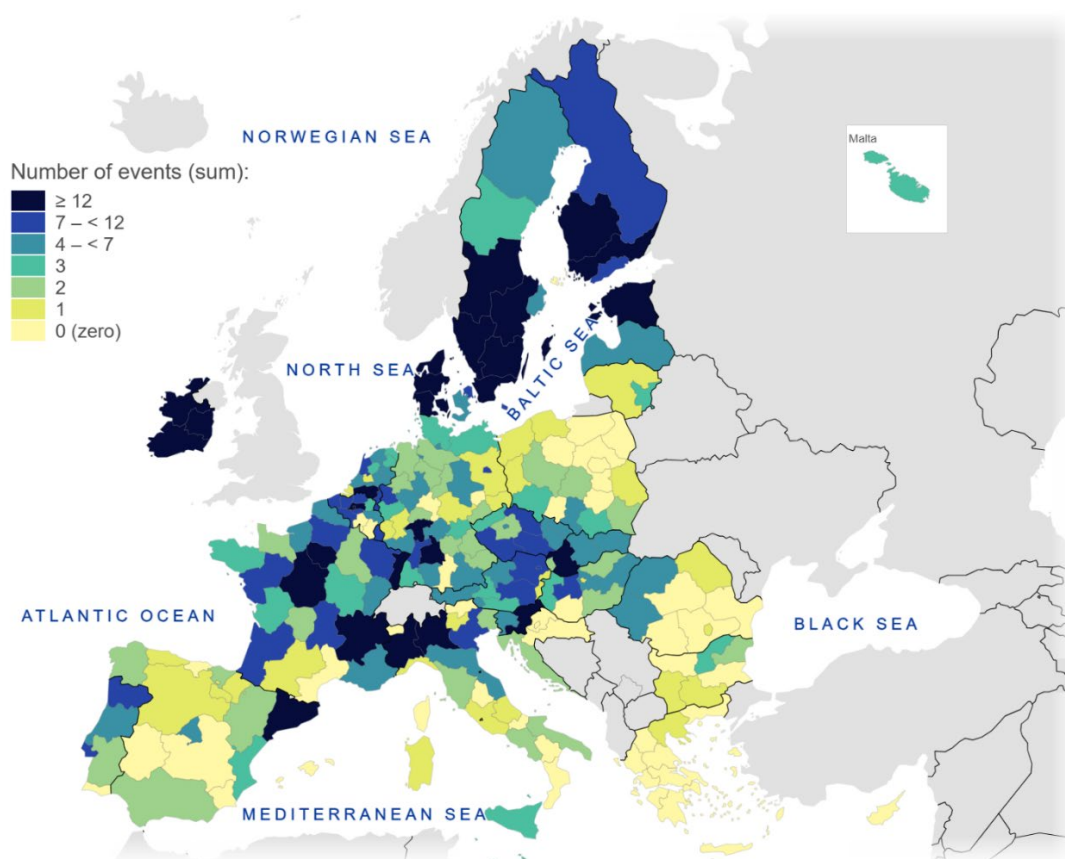 NORWEGIAN SEA
Malta
Number of events (sum):
≥ 12
7 – < 12
4 – < 7
3
2
1
0 (zero)
NORTH SEA
BALTIC SEA
ATLANTIC OCEAN
BLACK SEA
MEDITERRANEAN SEA